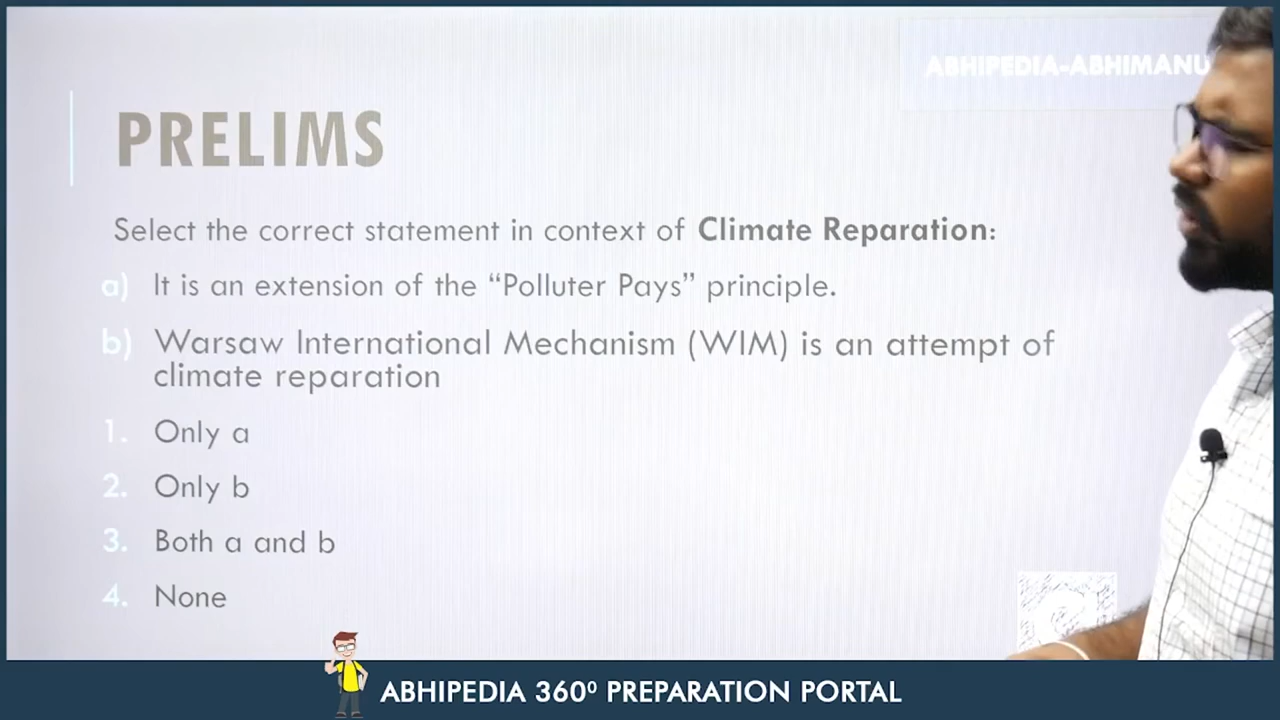 ABHIPEDIA-ABHIMANU
PRELIMS
Select the correct statement in context of Climate Reparation:
a) It is an extension of the “Polluter Pays” principle.
b) Warsaw International Mechanism (WIM) is an attempt of
climate reparation
1. Only a
2. Only b
3. Both a and b
4. None
ABHIPEDIA 360º PREPARATION PORTAL